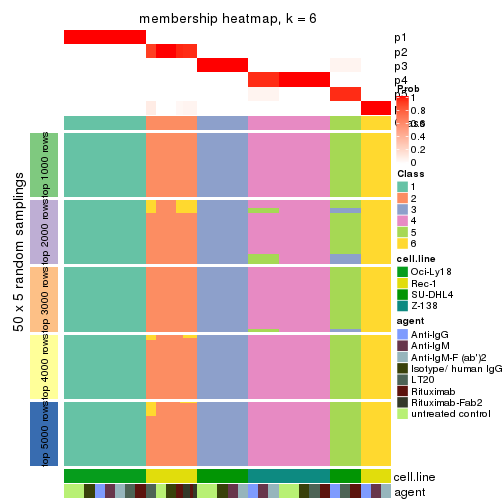 membership heatmap, k = 6
p1
p2
p3
p4
Prob
1
0.8
0.6
0.4
0.2
0
Class
1
2
3
4
5
6
cell.line
Oci-Ly18
Rec-1
SU-DHL4
Z-138
agent
Anti-IgG
Anti-IgM
Anti-IgM-F (ab')2
Isotype/ human IgG
LT20
Rituximab
Rituximab-Fab2
untreated control
50 x 5 random samplings
top 1000 rows
top 2000 rows
top 3000 rows
top 4000 rows
top 5000 rows
cell.line
agent